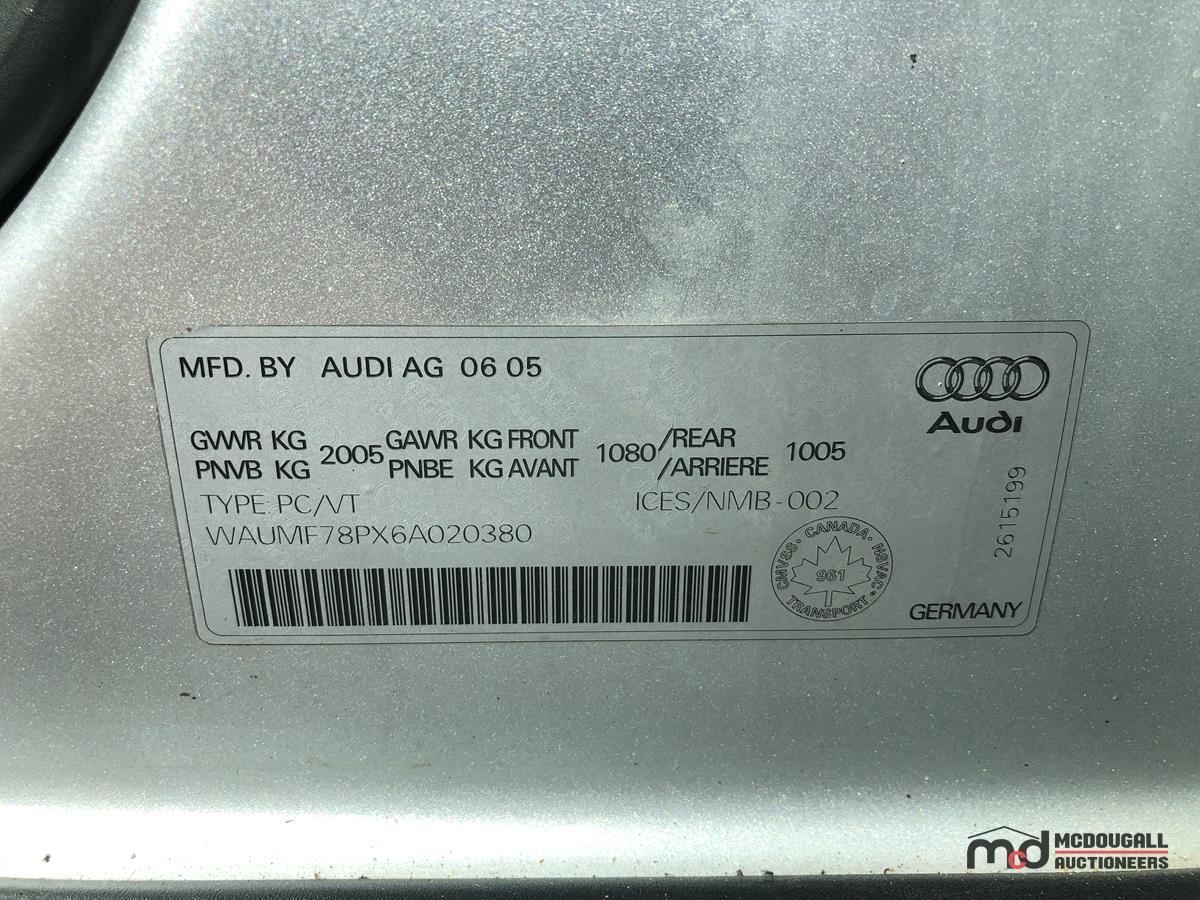 MFD. BY AUDI AG 06 05
Audi
GVWR KG 2005 GAWR KG FRONT 1080 /REAR 1005
PNVB KG PNBE KG AVANT /ARRIERE
TYPE PC/VT ICES/NMB-002
WAUMF78PX6A020380
CANADA
CMVSS · NSVAC
961
TRANSPORT
2615199
GERMANY
mcd MCDOUGALL
AUCTIONEERS